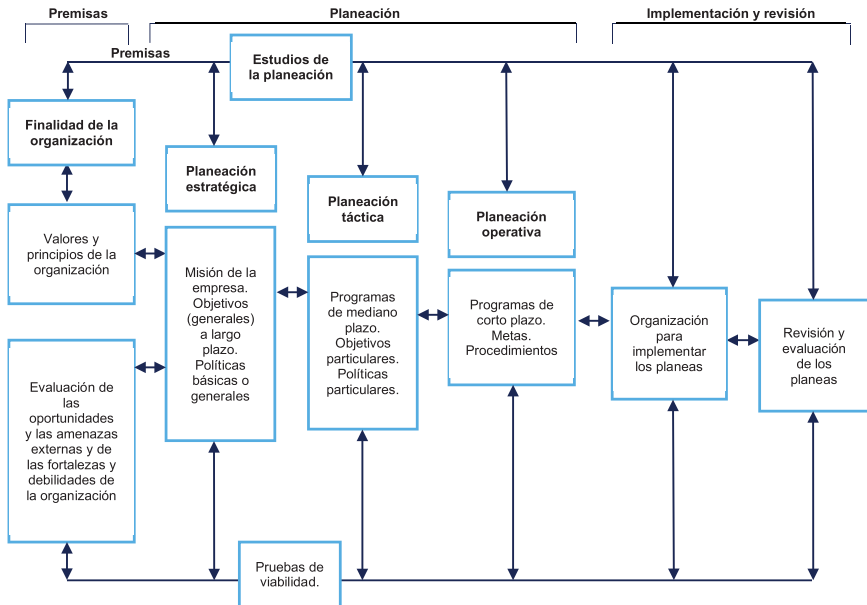 Premisas
Planeación
Implementación y revisión
Premisas
Estudios de
la planeación
Finalidad de la
organización
Planeación
estratégica
Planeación
táctica
Planeación
operativa
Valores y
principios de la
organización
Misión de la
empresa.
Objetivos
(generales)
a largo
plazo.
Políticas
básicas o
generales
Programas
de mediano
plazo.
Objetivos
particulares.
Políticas
particulares.
Programas de
corto plazo.
Metas.
Procedimientos
Organización
para
implementar
los planeas
Revisión y
evaluación
de los
planeas
Evaluación de
las
oportunidades
y las amenazas
externas y de
las fortalezas y
debilidades de
la organización
Pruebas de
viabilidad.